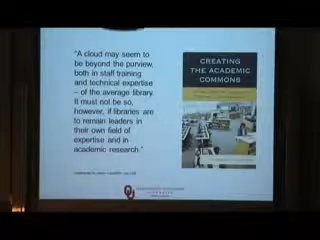 "A cloud may seem to
be beyond the purview,
both in staff training
and technical expertise
– of the average library.
It must not be so,
however, if libraries are
to remain leaders in
their own field of
expertise and in
academic research."
CREATING
THE ACADEMIC
COMMONS